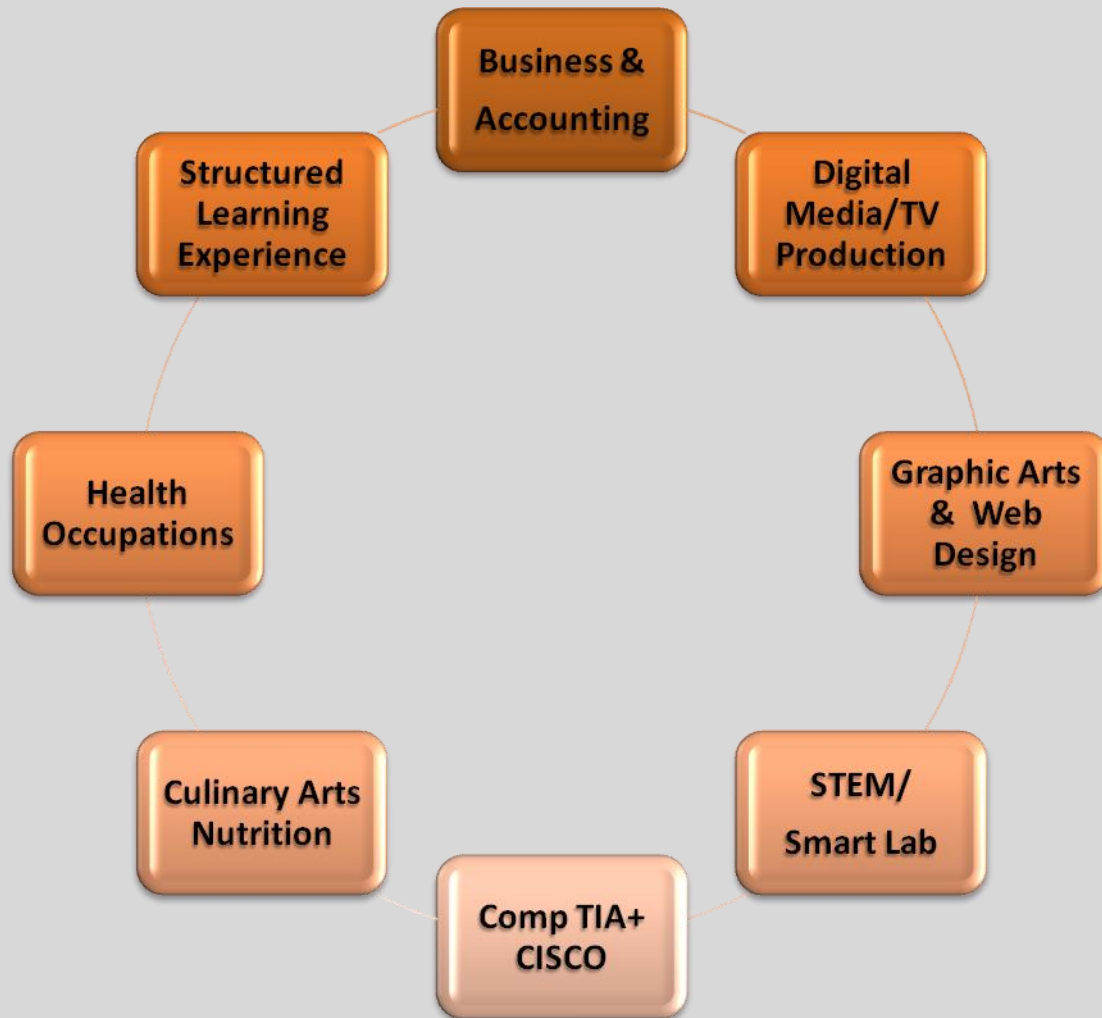 Business &
Accounting
Digital
Media/TV
Production
Graphic Arts
& Web
Design
STEM/
Smart Lab
Comp TIA+
CISCO
Culinary Arts
Nutrition
Health
Occupations
Structured
Learning
Experience